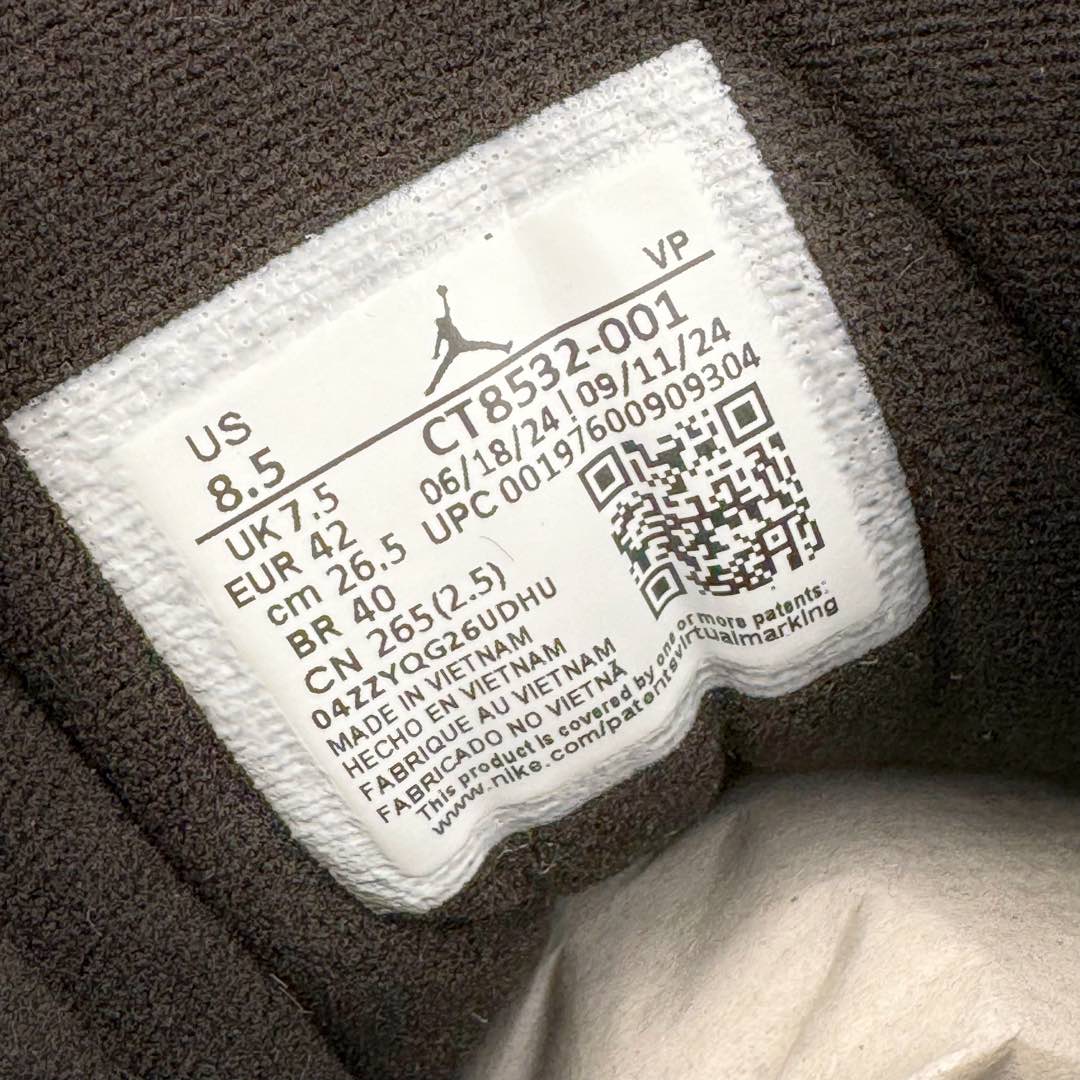 VP
US
8.5
CT8532-001
06/18/24 | 09/11/24
UPC 00197600909304
UK 7.5
EUR 42
cm 26.5
BR 40
CN 265(2.5)
04ZZYQG26UDHU
MADE IN VIETNAM
HECHO EN VIETNAM
FABRIQUE AU VIETNAM
FABRICADO NO VIETNÃ
This product is covered by one or more patents:
www.nike.com/patentsvirtualmarking